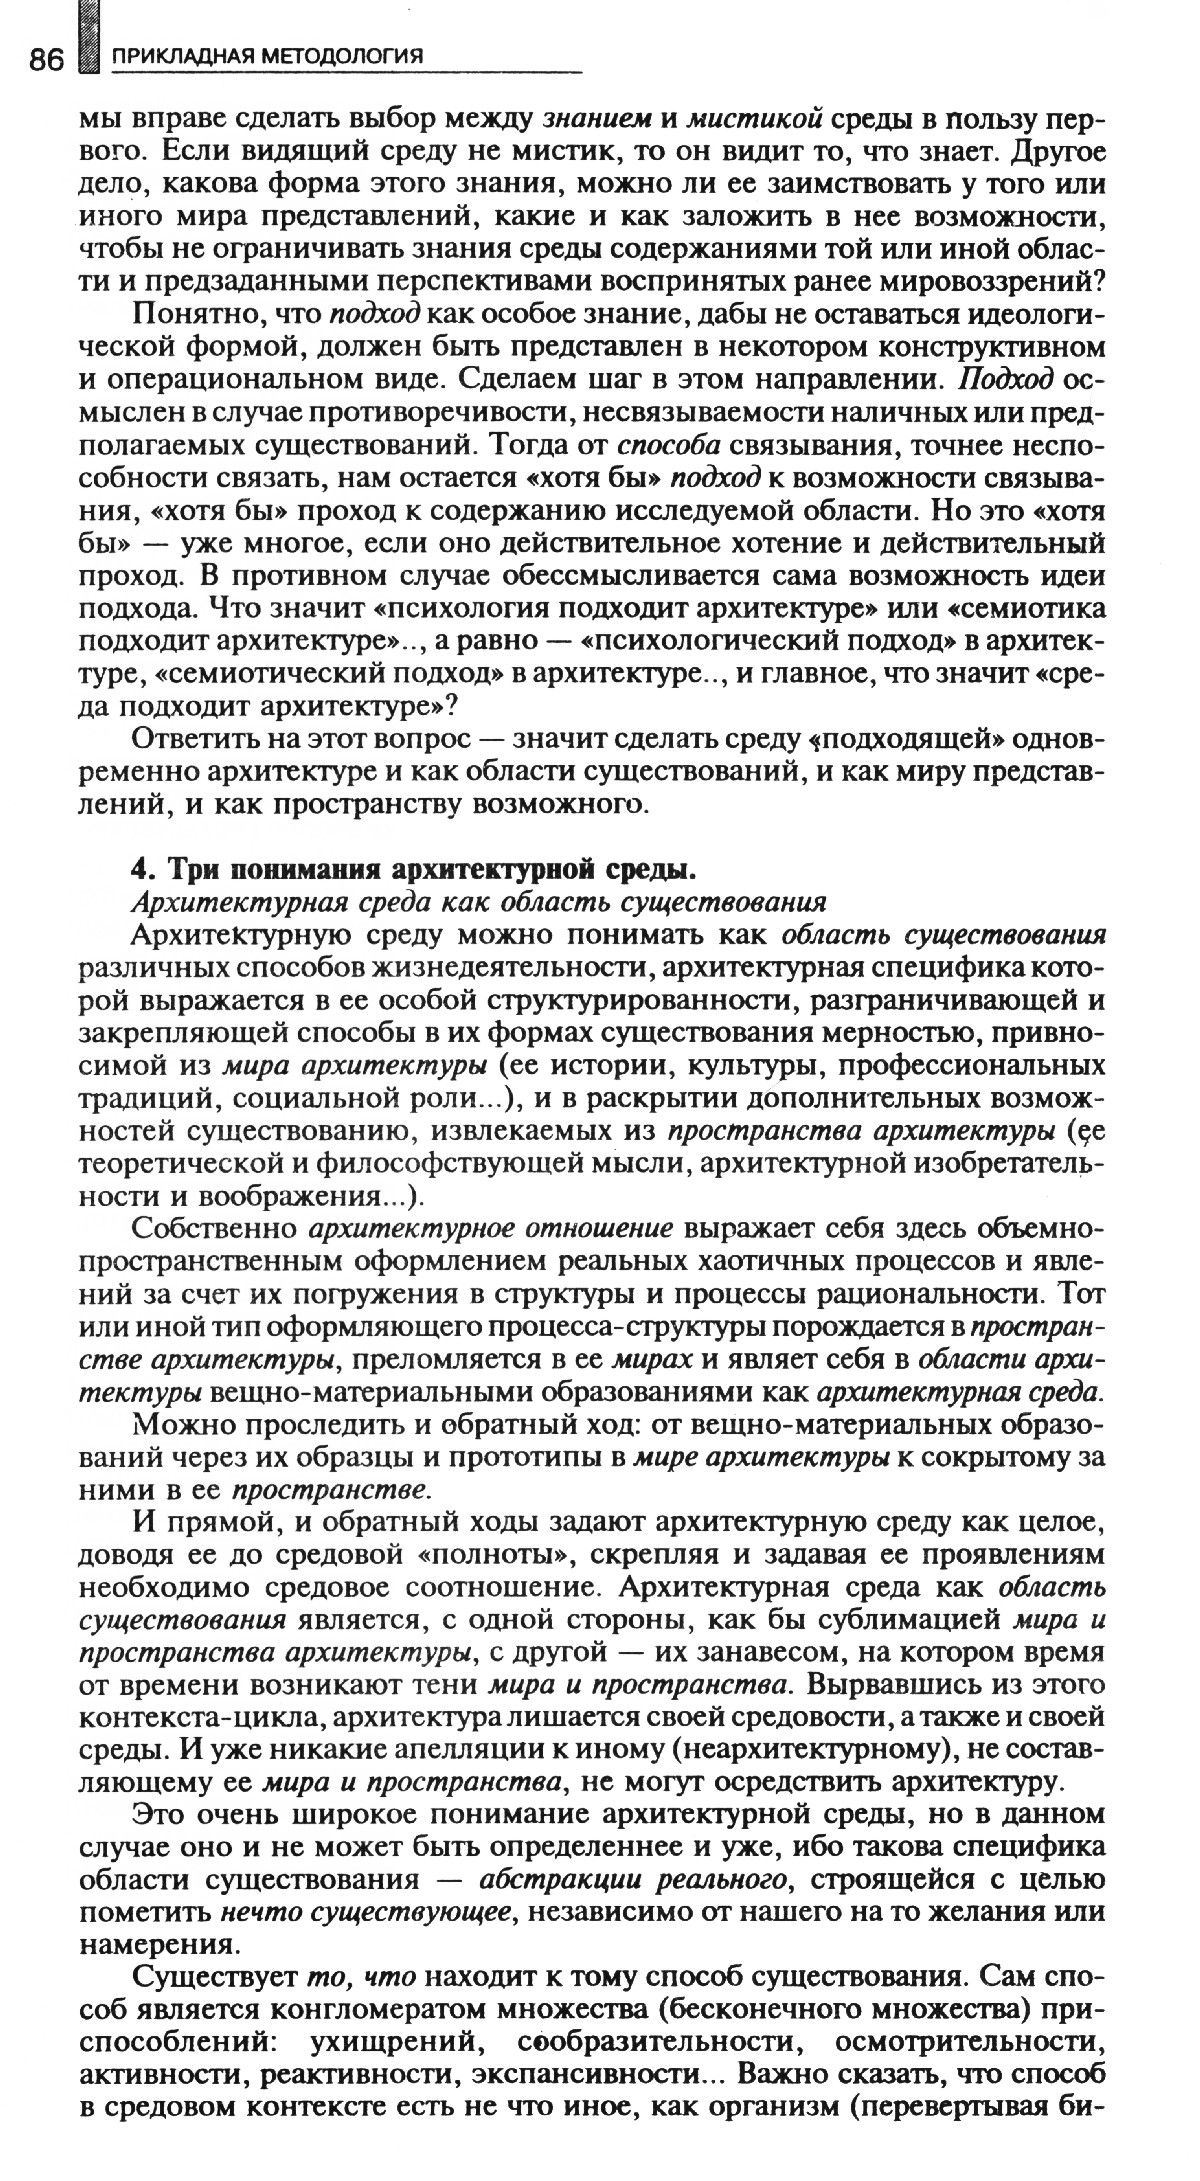 86
ПРИКЛАДНАЯ МЕТОДОЛОГИЯ
мы вправе сделать выбор между знанием и мистикой среды в пользу пер-
вого. Если видящий среду не мистик, то он видит то, что знает. Другое
дело, какова форма этого знания, можно ли ее заимствовать у того или
иного мира представлений, какие и как заложить в нее возможности,
чтобы не ограничивать знания среды содержаниями той или иной облас-
ти и предзаданными перспективами воспринятых ранее мировоззрений?
Понятно, что подход как особое знание, дабы не оставаться идеологи-
ческой формой, должен быть представлен в некотором конструктивном
и операциональном виде. Сделаем шаг в этом направлении. Подход ос-
мыслен в случае противоречивости, несвязываемости наличных или пред-
полагаемых существований. Тогда от способа связывания, точнее неспо-
собности связать, нам остается «хотя бы» подход к возможности связыва-
ния, «хотя бы» проход к содержанию исследуемой области. Но это «хотя
бы» — уже многое, если оно действительное хотение и действительный
проход. В противном случае обессмысливается сама возможность идеи
подхода. Что значит «психология подходит архитектуре» или «семиотика
подходит архитектуре».., а равно — «психологический подход» в архитек-
туре, «семиотический подход» в архитектуре.., и главное, что значит «сре-
да подходит архитектуре»?
Ответить на этот вопрос — значит сделать среду «подходящей» однов-
ременно архитектуре и как области существований, и как миру представ-
лений, и как пространству возможного.
4. Три понимания архитектурной среды.
Архитектурная среда как область существования
Архитектурную среду можно понимать как область существования
различных способов жизнедеятельности, архитектурная специфика кото-
рой выражается в ее особой структурированности, разграничивающей и
закрепляющей способы в их формах существования мерностью, привно-
симой из мира архитектуры (ее истории, культуры, профессиональных
традиций, социальной роли...), и в раскрытии дополнительных возмож-
ностей существованию, извлекаемых из пространства архитектуры (ее
теоретической и философствующей мысли, архитектурной изобретатель-
ности и воображения...).
Собственно архитектурное отношение выражает себя здесь объемно-
пространственным оформлением реальных хаотичных процессов и явле-
ний за счет их погружения в структуры и процессы рациональности. Тот
или иной тип оформляющего процесса-структуры порождается в простран-
стве архитектуры, преломляется в ее мирах и являет себя в области архи-
тектуры вещно-материальными образованиями как архитектурная среда.
Можно проследить и обратный ход: от вещно-материальных образо-
ваний через их образцы и прототипы в мире архитектуры к сокрытому за
ними в ее пространстве.
И прямой, и обратный ходы задают архитектурную среду как целое,
доводя ее до средовой «полноты», скрепляя и задавая ее проявлениям
необходимо средовое соотношение. Архитектурная среда как область
существования является, с одной стороны, как бы сублимацией мира и
пространства архитектуры, с другой — их занавесом, на котором время
от времени возникают тени мира и пространства. Вырвавшись из этого
контекста-цикла, архитектура лишается своей средовости, а также и своей
среды. И уже никакие апелляции к иному (неархитектурному), не состав-
ляющему ее мира и пространства, не могут осредствить архитектуру.
Это очень широкое понимание архитектурной среды, но в данном
случае оно и не может быть определеннее и уже, ибо такова специфика
области существования — абстракции реального, строящейся с целью
пометить нечто существующее, независимо от нашего на то желания или
намерения.
Существует то, что находит к тому способ существования. Сам спо-
соб является конгломератом множества (бесконечного множества) при-
способлений: ухищрений, сообразительности, осмотрительности,
активности, реактивности, экспансивности... Важно сказать, что способ
в средовом контексте есть не что иное, как организм (перевертывая би-